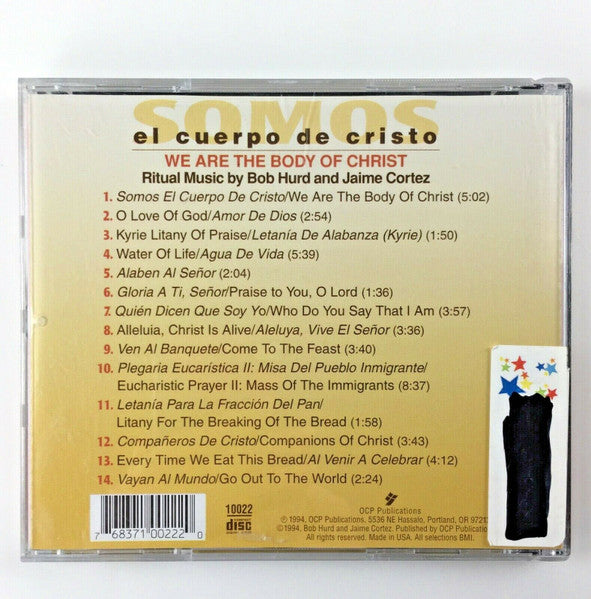 SOMOS
el cuerpo de cristo
WE ARE THE BODY OF CHRIST
Ritual Music by Bob Hurd and Jaime Cortez
1. Somos El Cuerpo De Cristo/We Are The Body Of Christ (5:02)
2. O Love Of God/Amor De Dios (2:54)
3. Kyrie Litany Of Praise/Letanía De Alabanza (Kyrie) (1:50)
4. Water Of Life/Agua De Vida (5:39)
5. Alaben Al Señor (2:04)
6. Gloria A Ti, Señor/Praise to You, O Lord (1:36)
7. Quién Dicen Que Soy Yo/Who Do You Say That I Am (3:57)
8. Alleluia, Christ Is Alive/Aleluya, Vive El Señor (3:36)
9. Ven Al Banquete/Come To The Feast (3:40)
10. Plegaria Eucarística II: Misa Del Pueblo Inmigrante/
Eucharistic Prayer II: Mass Of The Immigrants (8:37)
11. Letanía Para La Fracción Del Pan/
Litany For The Breaking Of The Bread (1:58)
12. Compañeros De Cristo/Companions Of Christ (3:43)
13. Every Time We Eat This Bread/Al Venir A Celebrar (4:12)
14. Vayan Al Mundo/Go Out To The World (2:24)
10022
COMPACT
disc
DIGITAL AUDIO
7 68371 00222 0
OCP Publications
℗1994, OCP Publications, 5536 NE Hassalo, Portland, OR 97213
©1994, Bob Hurd and Jaime Cortez. Published by OCP Publications
All rights reserved. Made in USA. All selections BMI.